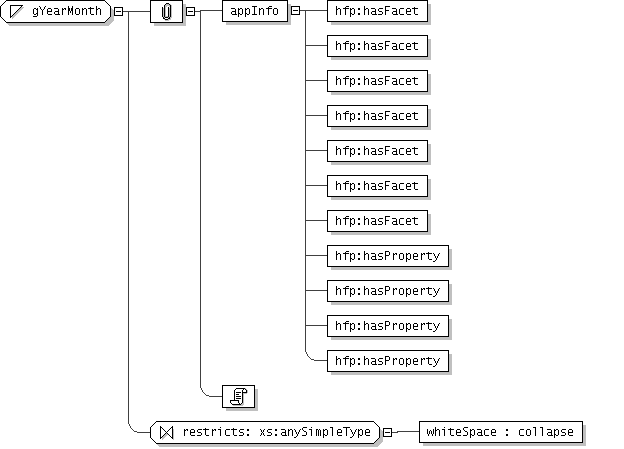 gYearMonth
appInfo
hfp:hasFacet
hfp:hasFacet
hfp:hasFacet
hfp:hasFacet
hfp:hasFacet
hfp:hasFacet
hfp:hasFacet
hfp:hasProperty
hfp:hasProperty
hfp:hasProperty
hfp:hasProperty
restricts: xs:anySimpleType
whiteSpace : collapse